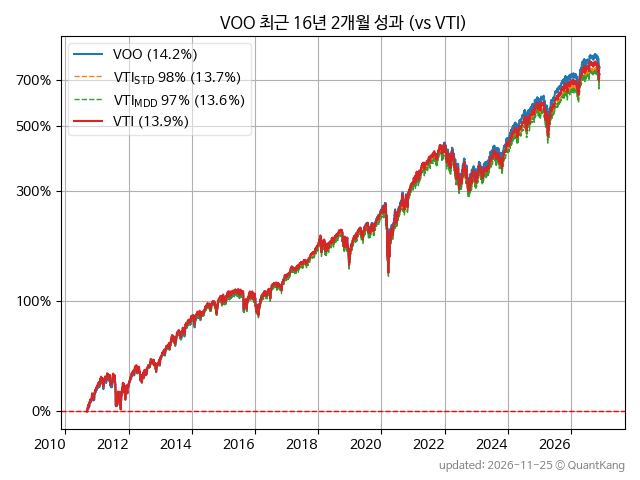 VOO 최근 16년 2개월 성과 (vs VTI)
VOO (14.2%)
VTI_STD 98% (13.7%)
VTI_MDD 97% (13.6%)
VTI (13.9%)
700%
500%
300%
100%
0%
2010 2012 2014 2016 2018 2020 2022 2024 2026
updated: 2026-11-25 © QuantKang